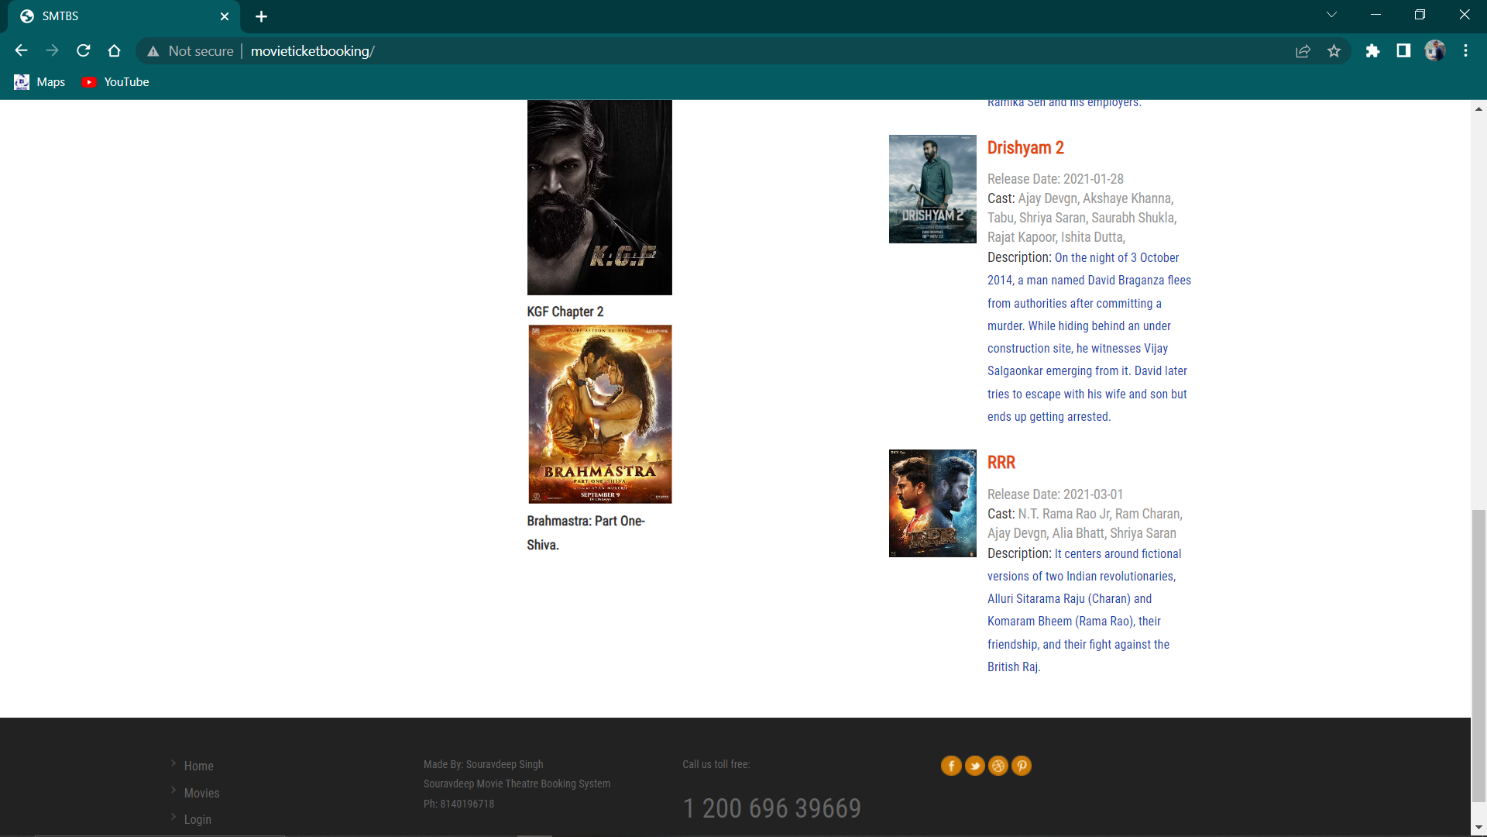 SMTBS
Not secure
movieticketbooking/
Maps
YouTube
KGF Chapter 2
BRAHMĀSTRA
SEPTEMBER 9
Brahmastra: Part One-
Shiva.
Ramika Sen and his employers.
DRISHYAM 2
Drishyam 2
Release Date: 2021-01-28
Cast: Ajay Devgn, Akshaye Khanna,
Tabu, Shriya Saran, Saurabh Shukla,
Rajat Kapoor, Ishita Dutta,
Description: On the night of 3 October
2014, a man named David Braganza flees
from authorities after committing a
murder. While hiding behind an under
construction site, he witnesses Vijay
Salgaonkar emerging from it. David later
tries to escape with his wife and son but
ends up getting arrested.
RRR
Release Date: 2021-03-01
Cast: N.T. Rama Rao Jr, Ram Charan,
Ajay Devgn, Alia Bhatt, Shriya Saran
Description: It centers around fictional
versions of two Indian revolutionaries,
Alluri Sitarama Raju (Charan) and
Komaram Bheem (Rama Rao), their
friendship, and their fight against the
British Raj.
Home
Movies
Login
Made By: Souravdeep Singh
Souravdeep Movie Theatre Booking System
Ph: 8140196718
Call us toll free:
1 200 696 39669